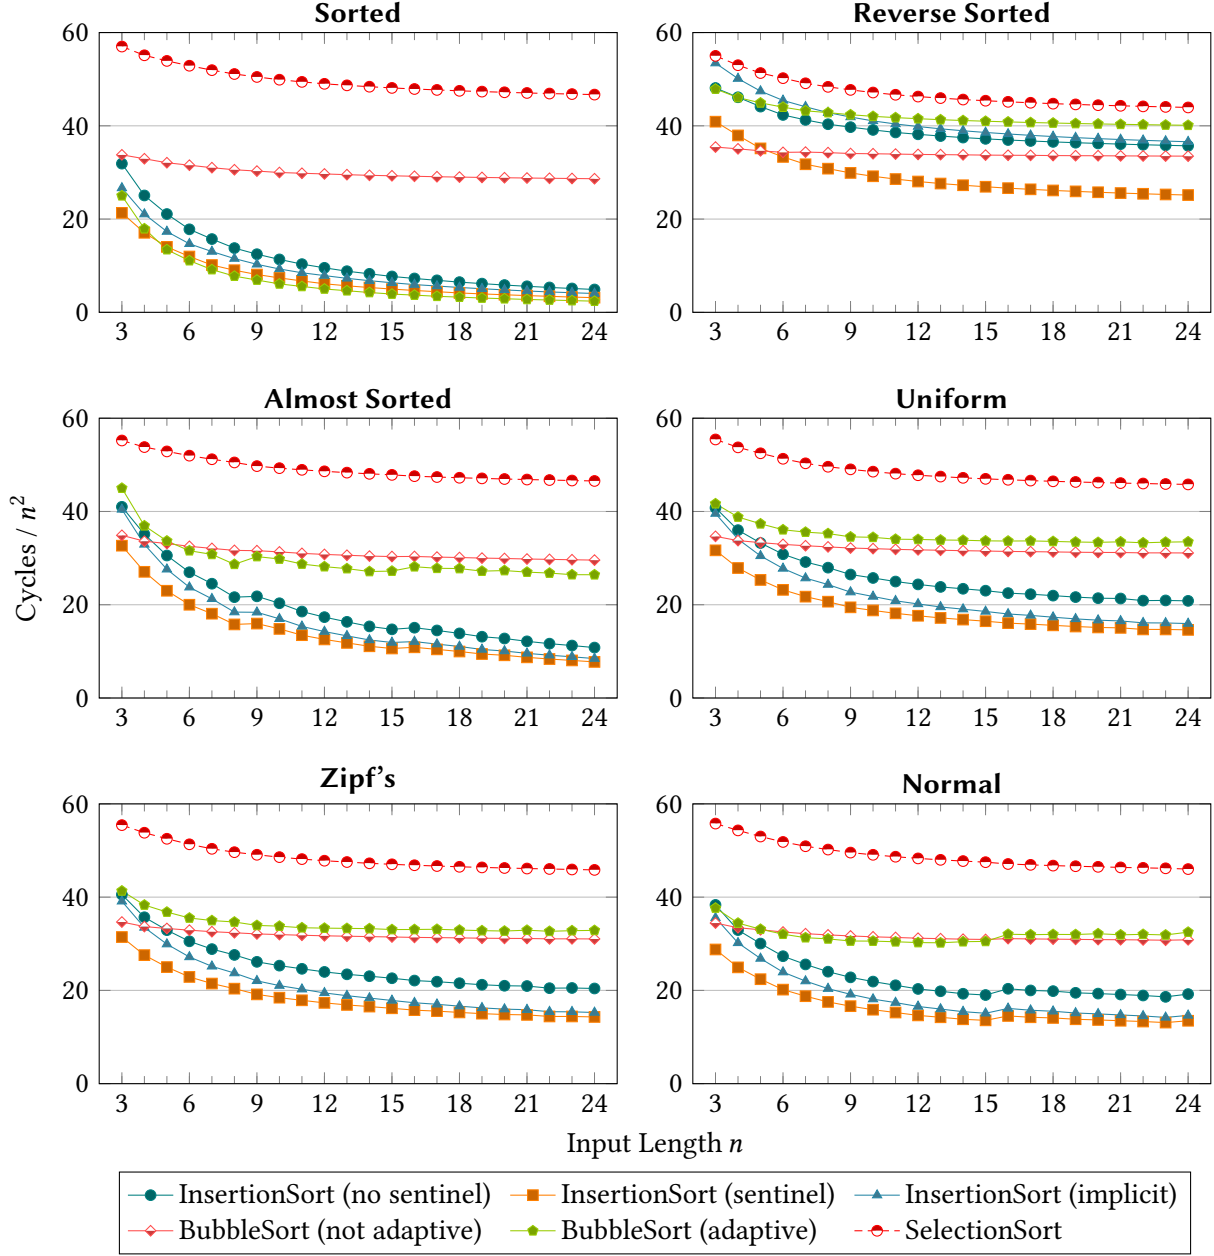 Sorted
Reverse Sorted
60
40
20
0
3 6 9 12 15 18 21 24
60
40
20
0
3 6 9 12 15 18 21 24
Almost Sorted
Uniform
Cycles / n²
60
40
20
0
3 6 9 12 15 18 21 24
60
40
20
0
3 6 9 12 15 18 21 24
Zipf's
Normal
60
40
20
0
3 6 9 12 15 18 21 24
60
40
20
0
3 6 9 12 15 18 21 24
Input Length n
InsertionSort (no sentinel) InsertionSort (sentinel) InsertionSort (implicit)
BubbleSort (not adaptive) BubbleSort (adaptive) SelectionSort